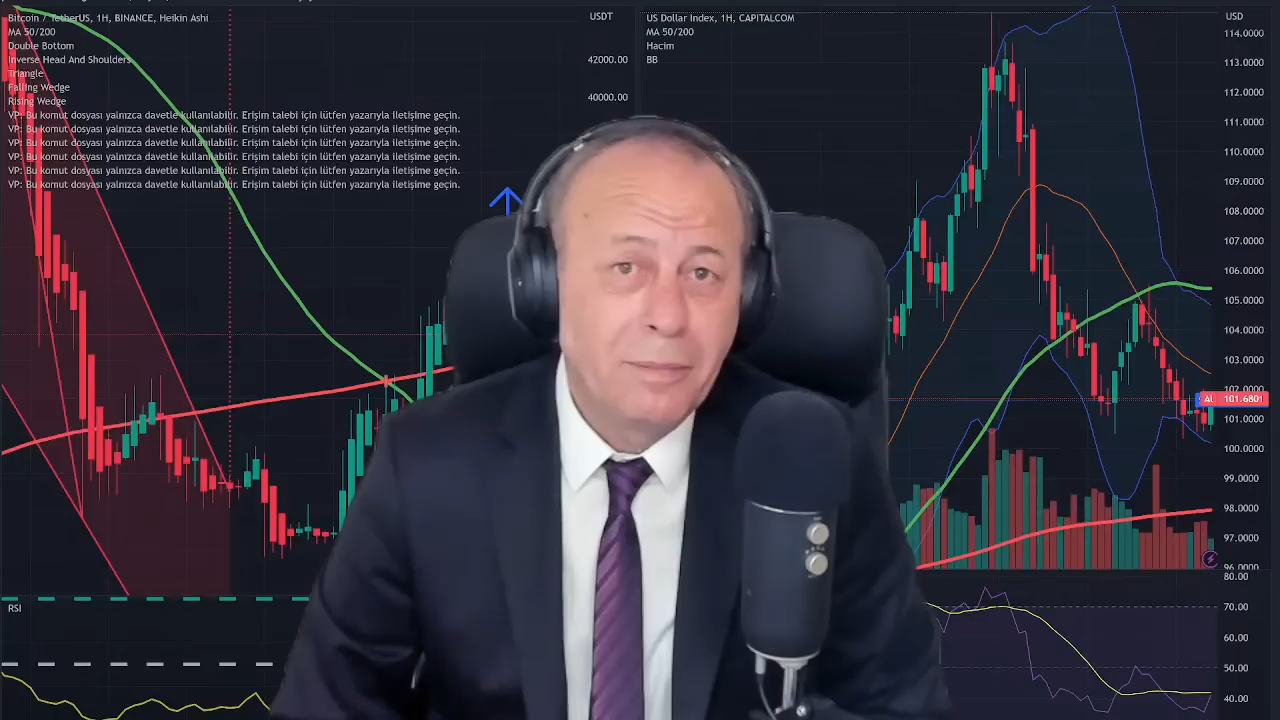 Bitcoin / TetherUS, 1H, BINANCE, Heikin Ashi
MA 50/200
Double Bottom
Inverse Head And Shoulders
Triangle
Falling Wedge
Rising Wedge
VP: Bu komut dosyası yalnızca davetle kullanılabilir. Erişim talebi için lütfen yazarıyla iletişime geçin.
VP: Bu komut dosyası yalnızca davetle kullanılabilir. Erişim talebi için lütfen yazarıyla iletişime geçin.
VP: Bu komut dosyası yalnızca davetle kullanılabilir. Erişim talebi için lütfen yazarıyla iletişime geçin.
VP: Bu komut dosyası yalnızca davetle kullanılabilir. Erişim talebi için lütfen yazarıyla iletişime geçin.
VP: Bu komut dosyası yalnızca davetle kullanılabilir. Erişim talebi için lütfen yazarıyla iletişime geçin.
VP: Bu komut dosyası yalnızca davetle kullanılabilir. Erişim talebi için lütfen yazarıyla iletişime geçin.
USDT
42000.00
40000.00
RSI
US Dollar Index, 1H, CAPITALCOM
MA 50/200
Hacim
BB
USD
114.0000
113.0000
112.0000
111.0000
110.0000
109.0000
108.0000
107.0000
106.0000
105.0000
104.0000
103.0000
102.0000
Al 101.6801
101.0000
100.0000
99.0000
98.0000
97.0000
96.0000
80.00
70.00
60.00
50.00
40.00